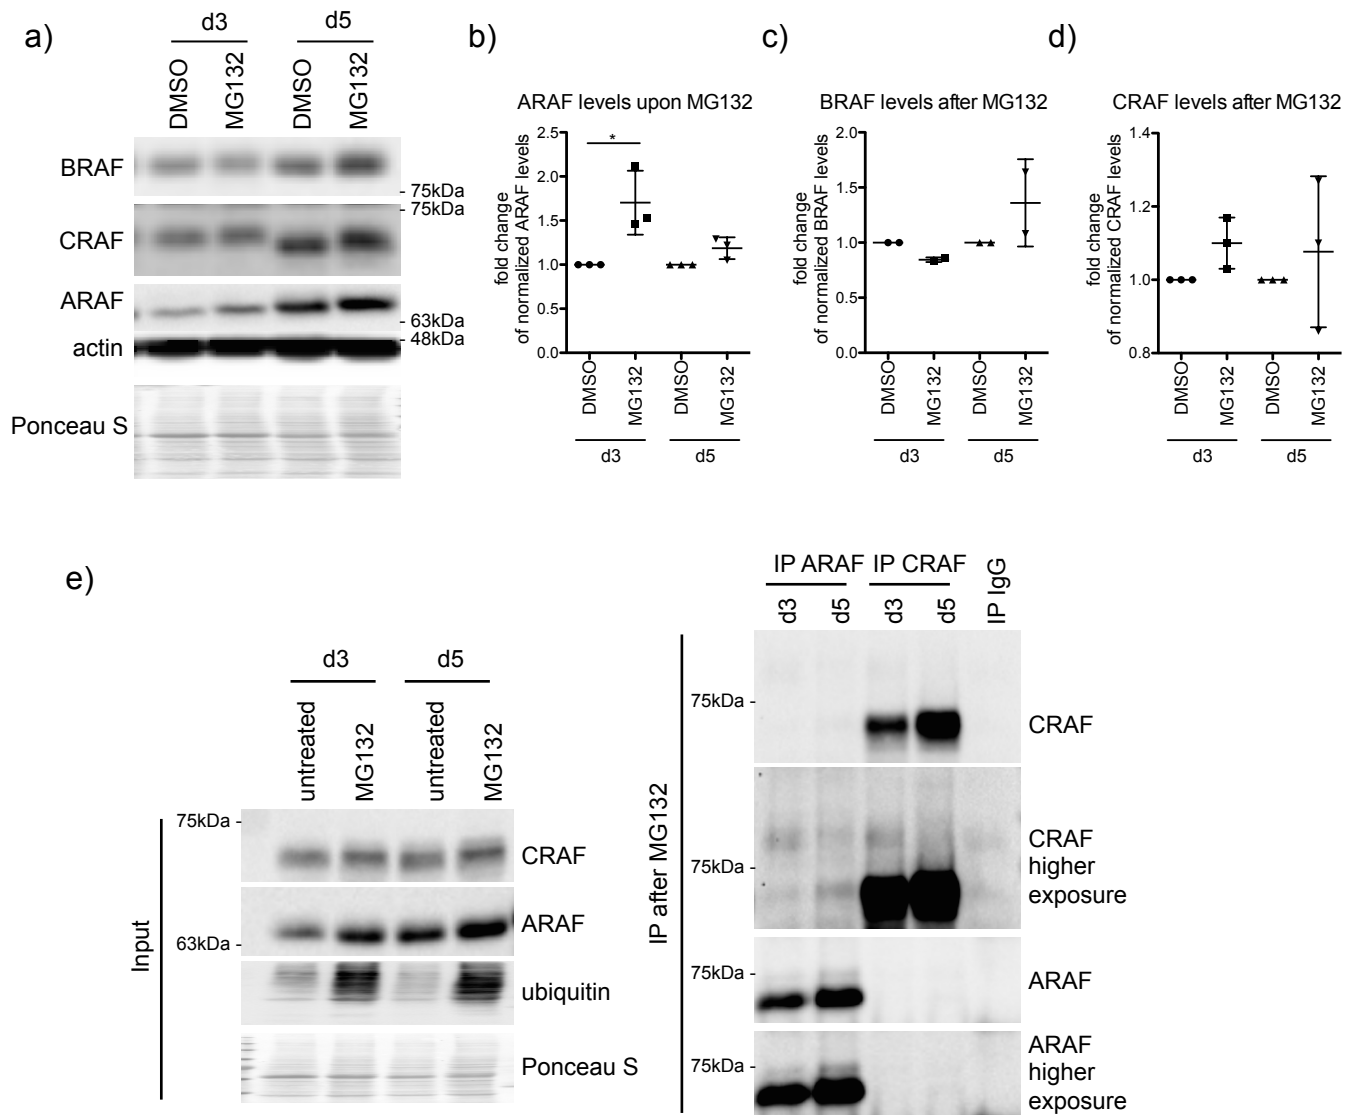 a)
d3
d5
DMSO
MG132
DMSO
MG132
BRAF
- 75kDa
75kDa
CRAF
ARAF
- 63kDa
actin
- 48kDa
Ponceau S
b)
ARAF levels upon MG132
fold change
of normalized ARAF levels
2.5
2.0
1.5
1.0
0.5
0.0
*
DMSO
MG132
DMSO
MG132
d3
d5
c)
BRAF levels after MG132
fold change
of normalized BRAF levels
2.0
1.5
1.0
0.5
0.0
DMSO
MG132
DMSO
MG132
d3
d5
d)
CRAF levels after MG132
fold change
of normalized CRAF levels
1.4
1.2
1.0
0.8
DMSO
MG132
DMSO
MG132
d3
d5
e)
d3
d5
untreated
MG132
untreated
MG132
Input
75kDa -
CRAF
ARAF
63kDa -
ubiquitin
Ponceau S
IP ARAF
IP CRAF
IP IgG
d3
d5
d3
d5
IP after MG132
75kDa -
CRAF
75kDa -
CRAF
higher
exposure
75kDa -
ARAF
75kDa -
ARAF
higher
exposure